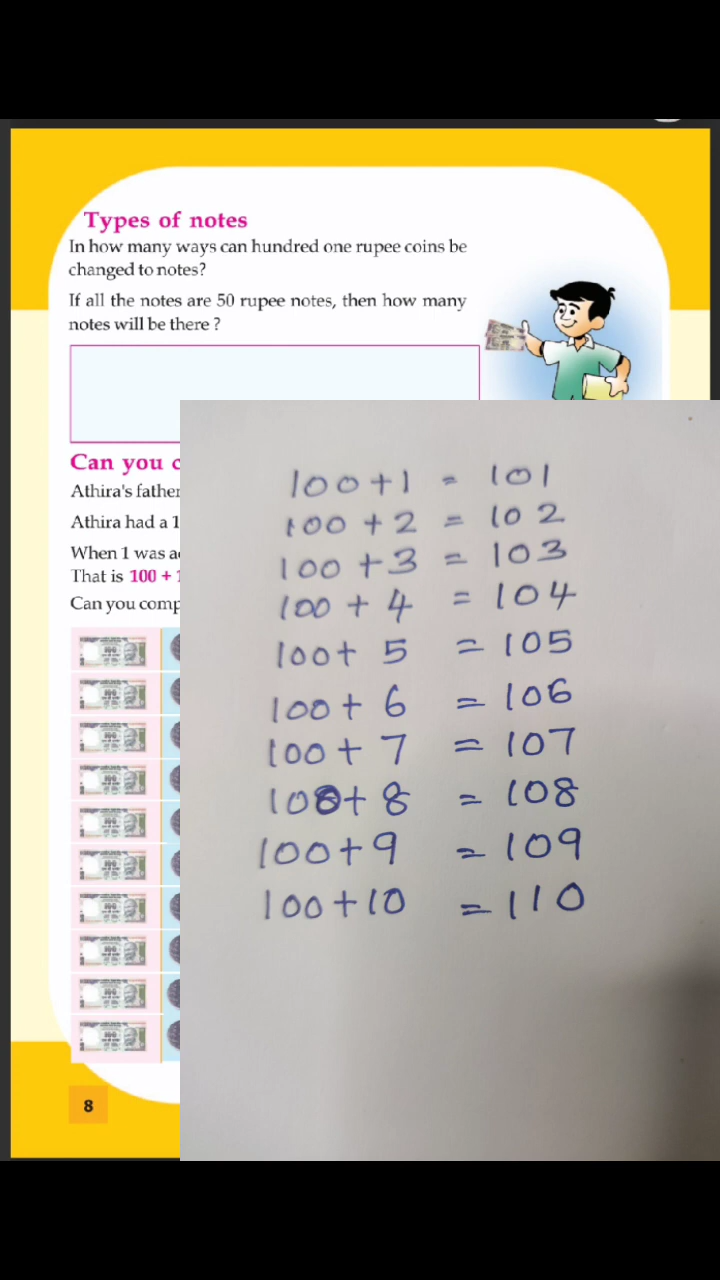 Types of notes
In how many ways can hundred one rupee coins be
changed to notes?
If all the notes are 50 rupee notes, then how many
notes will be there ?
Can you
Athira's father
Athira had a 1
When 1 was
That is 100 +
Can you
100+1 = 101
100 + 2 = 102
100 + 3 = 103
100 + 4 = 104
100+ 5 = 105
100+ 6 = 106
100+ 7 = 107
100+ 8 = 108
100+9 = 109
100+10 = 110
8